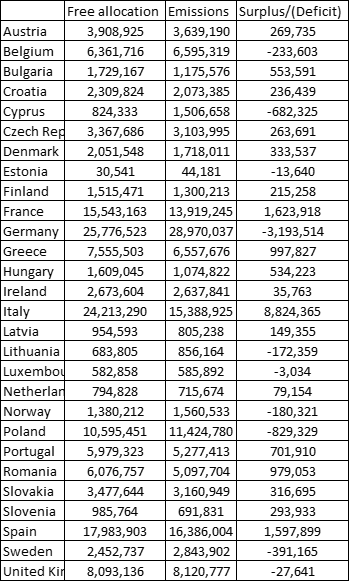 Free allocation Emissions Surplus/(Deficit)
Austria 3,908,925 3,639,190 269,735
Belgium 6,361,716 6,595,319 -233,603
Bulgaria 1,729,167 1,175,576 553,591
Croatia 2,309,824 2,073,385 236,439
Cyprus 824,333 1,506,658 -682,325
Czech Rep 3,367,686 3,103,995 263,691
Denmark 2,051,548 1,718,011 333,537
Estonia 30,541 44,181 -13,640
Finland 1,515,471 1,300,213 215,258
France 15,543,163 13,919,245 1,623,918
Germany 25,776,523 28,970,037 -3,193,514
Greece 7,555,503 6,557,676 997,827
Hungary 1,609,045 1,074,822 534,223
Ireland 2,673,604 2,637,841 35,763
Italy 24,213,290 15,388,925 8,824,365
Latvia 954,593 805,238 149,355
Lithuania 683,805 856,164 -172,359
Luxembou 582,858 585,892 -3,034
Netherlan 794,828 715,674 79,154
Norway 1,380,212 1,560,533 -180,321
Poland 10,595,451 11,424,780 -829,329
Portugal 5,979,323 5,277,413 701,910
Romania 6,076,757 5,097,704 979,053
Slovakia 3,477,644 3,160,949 316,695
Slovenia 985,764 691,831 293,933
Spain 17,983,903 16,386,004 1,597,899
Sweden 2,452,737 2,843,902 -391,165
United Kin 8,093,136 8,120,777 -27,641